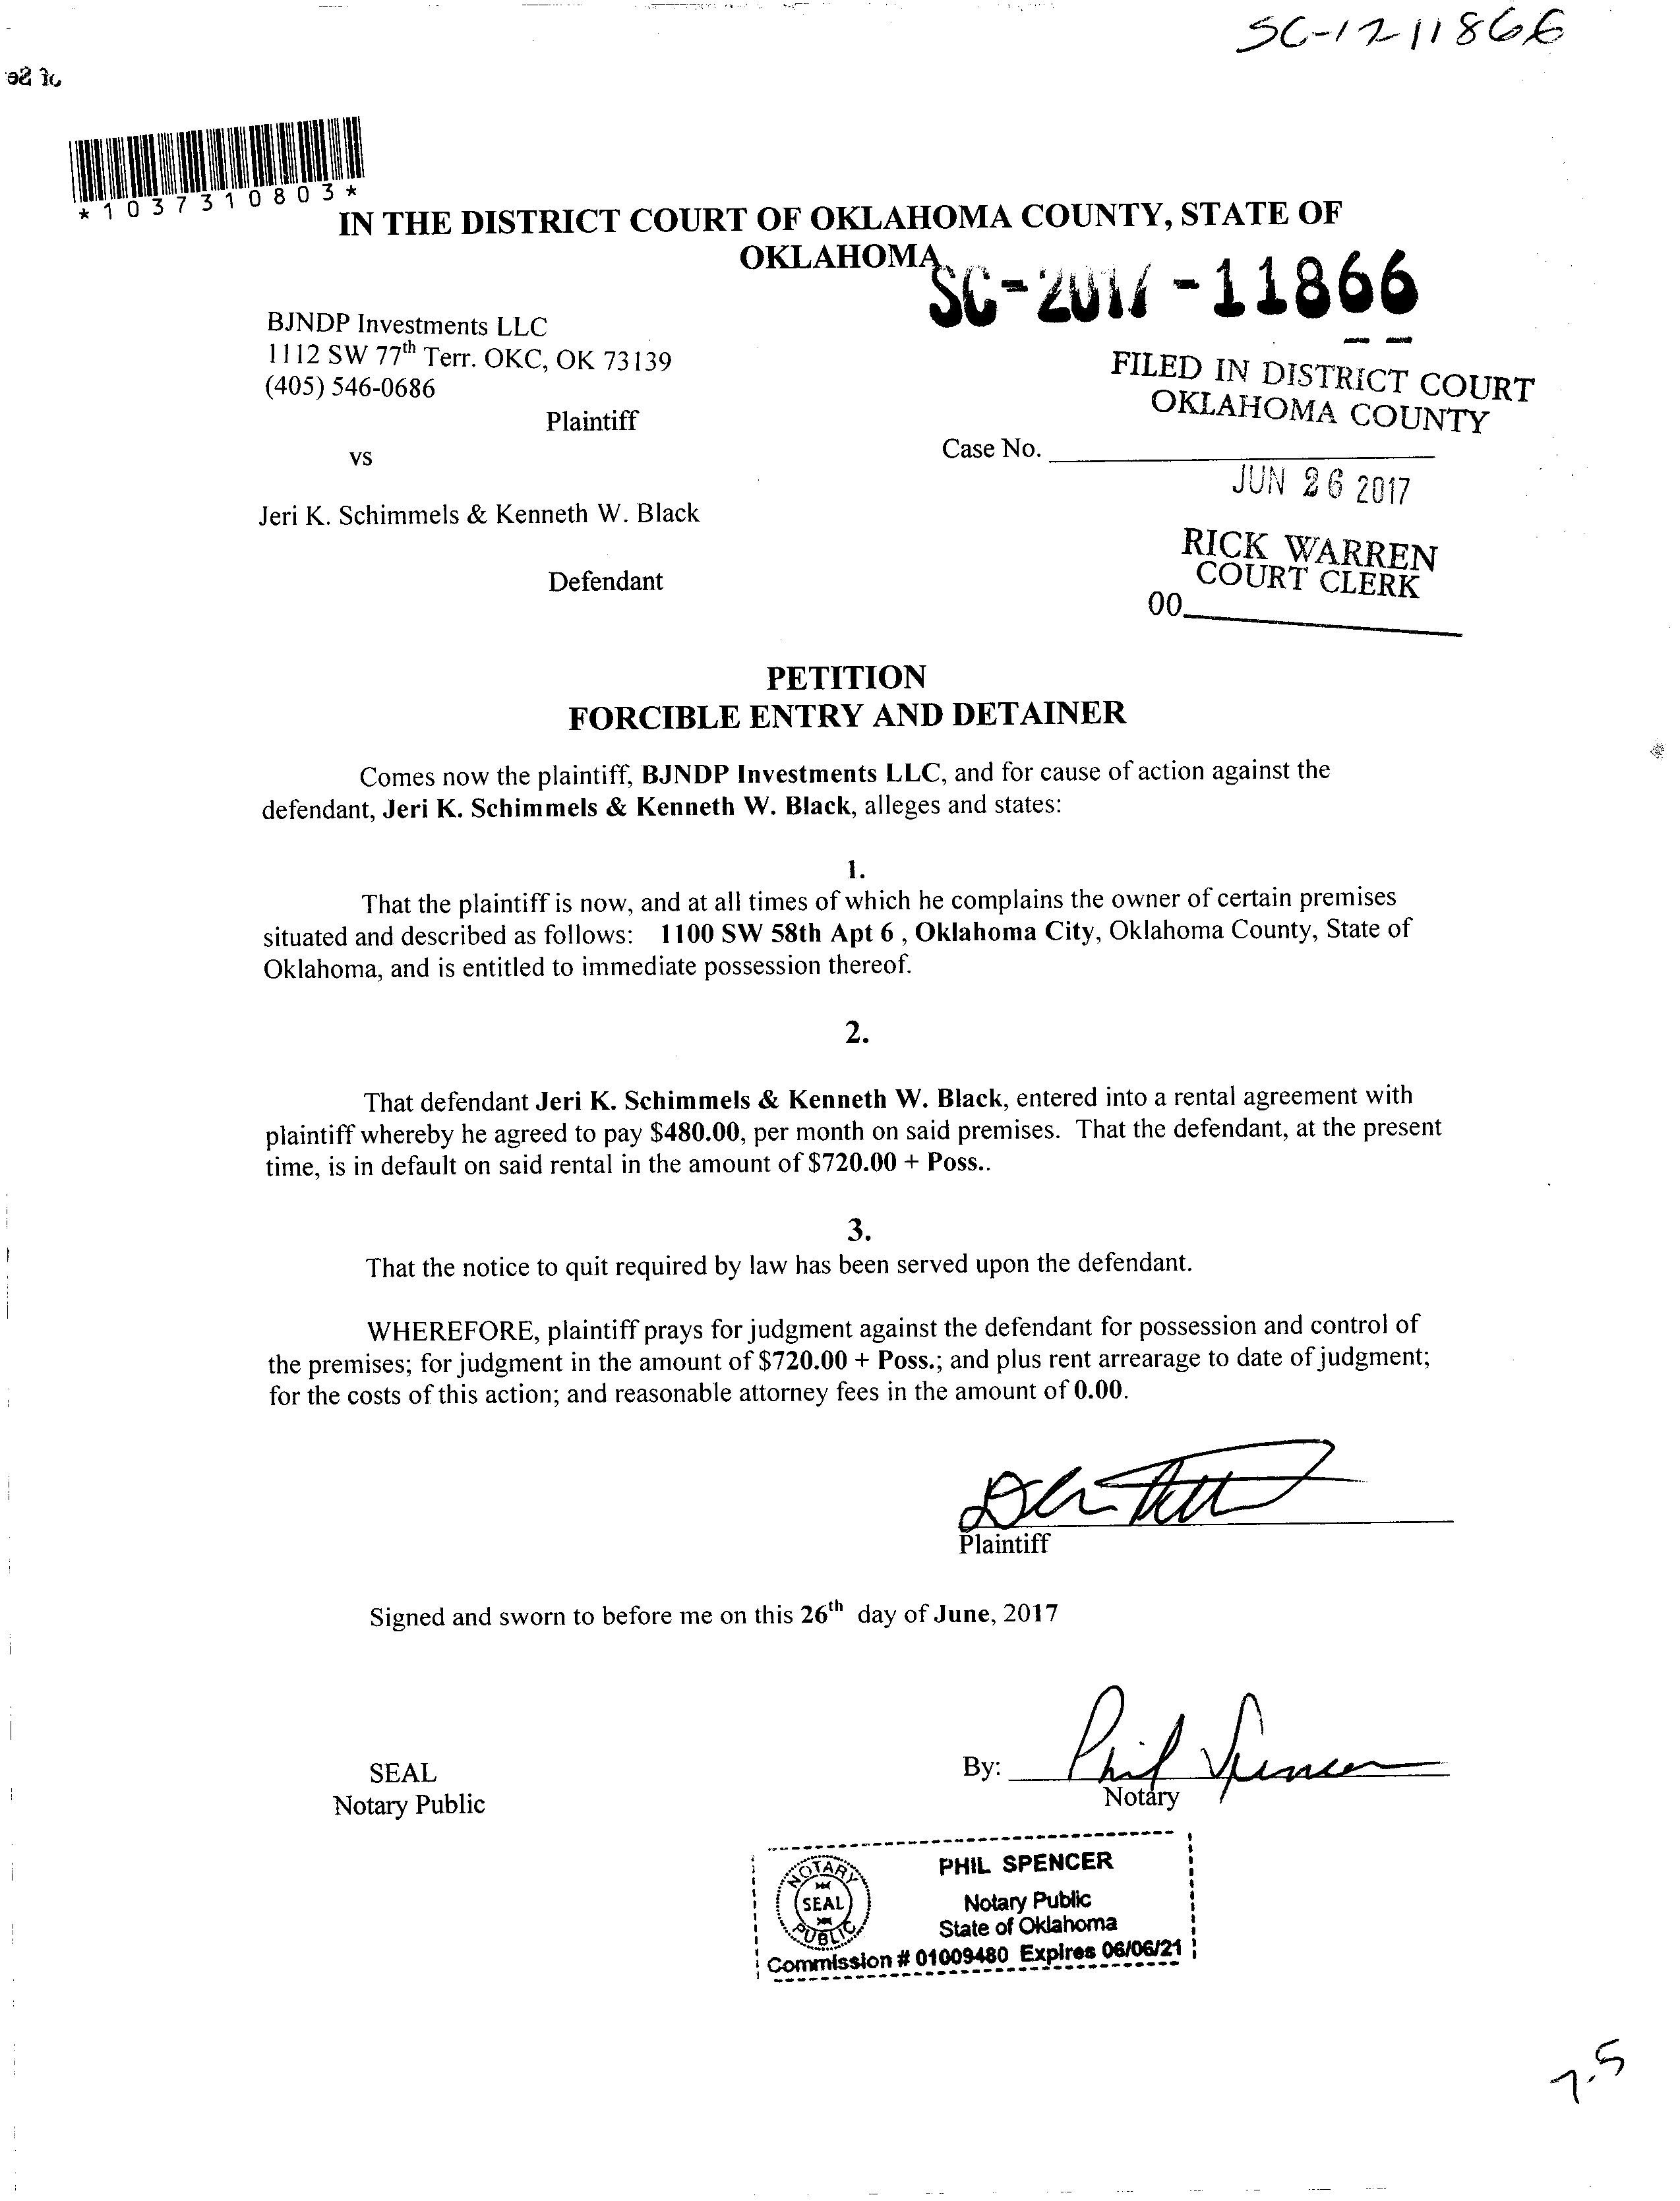 SC-1211866
*1037310803*
IN THE DISTRICT COURT OF OKLAHOMA COUNTY, STATE OF
OKLAHOMA
SC-2017-11866
BJNDP Investments LLC
1112 SW 77th Terr. OKC, OK 73139
(405) 546-0686
FILED IN DISTRICT COURT
OKLAHOMA COUNTY
Plaintiff
vs
Case No.
JUN 26 2017
Jeri K. Schimmels & Kenneth W. Black
RICK WARREN
COURT CLERK
Defendant
00
PETITION
FORCIBLE ENTRY AND DETAINER
Comes now the plaintiff, BJNDP Investments LLC, and for cause of action against the
defendant, Jeri K. Schimmels & Kenneth W. Black, alleges and states:
1.
That the plaintiff is now, and at all times of which he complains the owner of certain premises
situated and described as follows: 1100 SW 58th Apt 6 , Oklahoma City, Oklahoma County, State of
Oklahoma, and is entitled to immediate possession thereof.
2.
That defendant Jeri K. Schimmels & Kenneth W. Black, entered into a rental agreement with
plaintiff whereby he agreed to pay $480.00, per month on said premises. That the defendant, at the present
time, is in default on said rental in the amount of $720.00 + Poss..
3.
That the notice to quit required by law has been served upon the defendant.
WHEREFORE, plaintiff prays for judgment against the defendant for possession and control of
the premises; for judgment in the amount of $720.00 + Poss.; and plus rent arrearage to date of judgment;
for the costs of this action; and reasonable attorney fees in the amount of 0.00.
Plaintiff
Signed and sworn to before me on this 26th day of June, 2017
SEAL
Notary Public
By: Phil Spencer
Notary
NOTARY
SEAL
PUBLIC
PHIL SPENCER
Notary Public
State of Oklahoma
Commission # 01009480 Expires 06/06/21
7.5